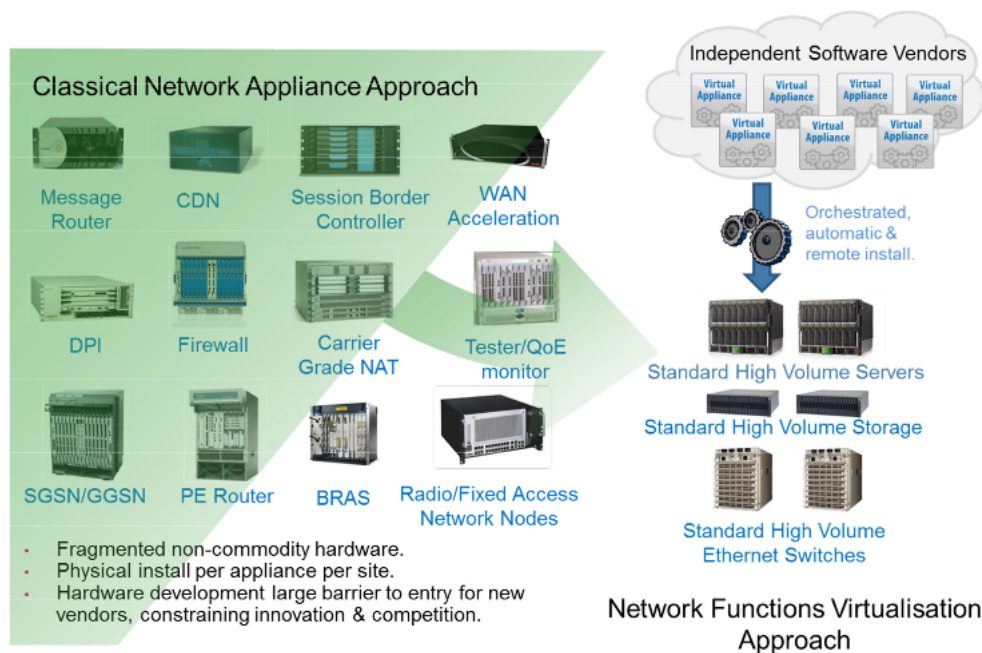 Classical Network Appliance Approach
Message
Router
CDN
Session Border
Controller
WAN
Acceleration
DPI
Firewall
Carrier
Grade NAT
Tester/QoE
monitor
SGSN/GGSN
PE Router
BRAS
Radio/Fixed Access
Network Nodes
• Fragmented non-commodity hardware.
• Physical install per appliance per site.
• Hardware development large barrier to entry for new
vendors, constraining innovation & competition.
Independent Software Vendors
Virtual
Appliance
Virtual
Appliance
Virtual
Appliance
Virtual
Appliance
Virtual
Appliance
Virtual
Appliance
Virtual
Appliance
Orchestrated,
automatic &
remote install.
Standard High Volume Servers
Standard High Volume Storage
Standard High Volume
Ethernet Switches
Network Functions Virtualisation
Approach